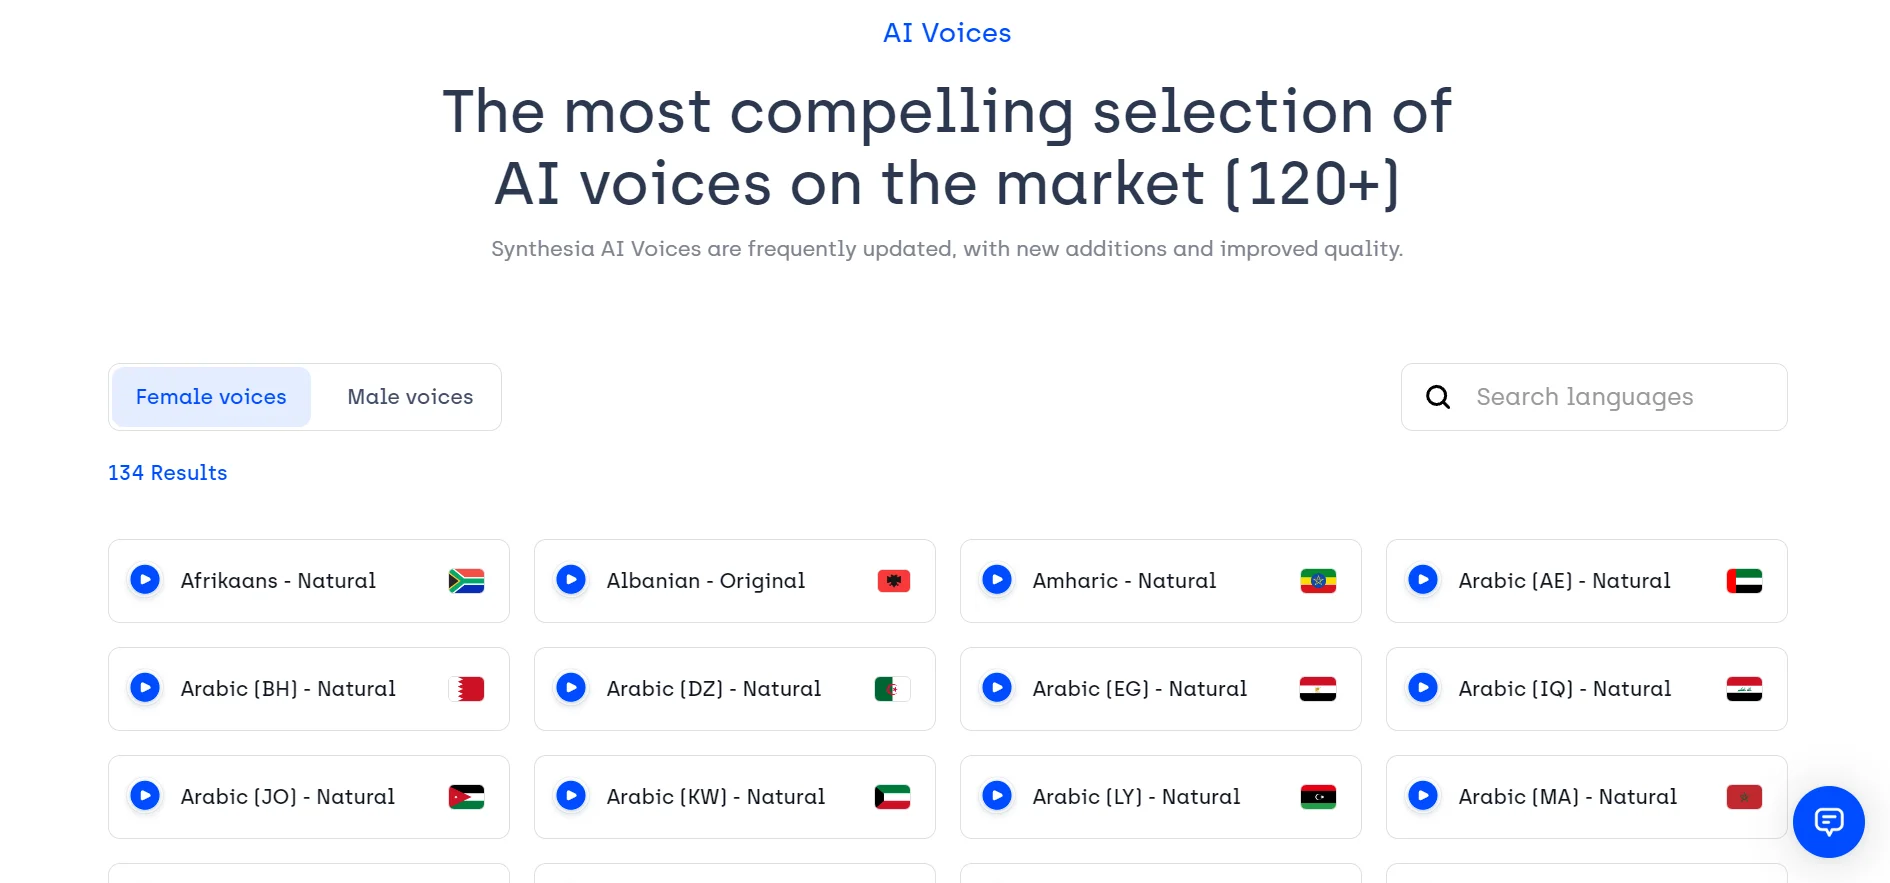 AI Voices
The most compelling selection of
AI voices on the market (120+)
Synthesia AI Voices are frequently updated, with new additions and improved quality.
Female voices
Male voices
Search languages
134 Results
Afrikaans - Natural
Albanian - Original
Amharic - Natural
Arabic (AE) - Natural
Arabic (BH) - Natural
Arabic (DZ) - Natural
Arabic (EG) - Natural
Arabic (IQ) - Natural
Arabic (JO) - Natural
Arabic (KW) - Natural
Arabic (LY) - Natural
Arabic (MA) - Natural